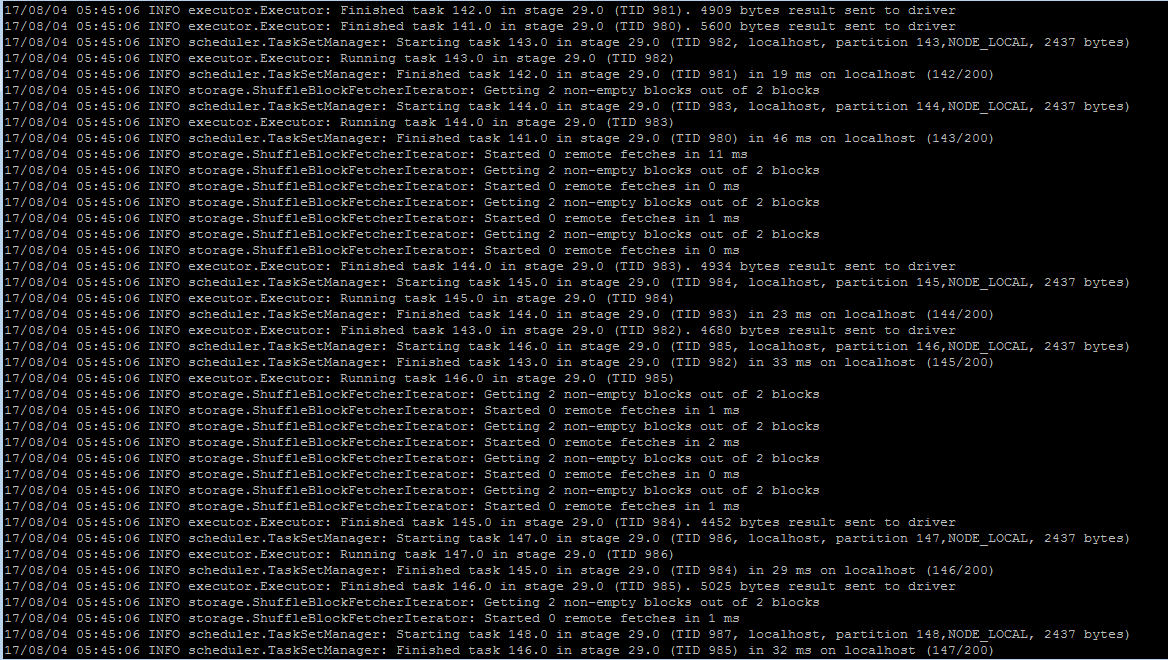 17/08/04 05:45:06 INFO executor.Executor: Finished task 142.0 in stage 29.0 (TID 981). 4909 bytes result sent to driver
17/08/04 05:45:06 INFO executor.Executor: Finished task 141.0 in stage 29.0 (TID 980). 5600 bytes result sent to driver
17/08/04 05:45:06 INFO scheduler.TaskSetManager: Starting task 143.0 in stage 29.0 (TID 982, localhost, partition 143,NODE_LOCAL, 2437 bytes)
17/08/04 05:45:06 INFO executor.Executor: Running task 143.0 in stage 29.0 (TID 982)
17/08/04 05:45:06 INFO scheduler.TaskSetManager: Finished task 142.0 in stage 29.0 (TID 981) in 19 ms on localhost (142/200)
17/08/04 05:45:06 INFO storage.ShuffleBlockFetcherIterator: Getting 2 non-empty blocks out of 2 blocks
17/08/04 05:45:06 INFO scheduler.TaskSetManager: Starting task 144.0 in stage 29.0 (TID 983, localhost, partition 144,NODE_LOCAL, 2437 bytes)
17/08/04 05:45:06 INFO executor.Executor: Running task 144.0 in stage 29.0 (TID 983)
17/08/04 05:45:06 INFO scheduler.TaskSetManager: Finished task 141.0 in stage 29.0 (TID 980) in 46 ms on localhost (143/200)
17/08/04 05:45:06 INFO storage.ShuffleBlockFetcherIterator: Started 0 remote fetches in 11 ms
17/08/04 05:45:06 INFO storage.ShuffleBlockFetcherIterator: Getting 2 non-empty blocks out of 2 blocks
17/08/04 05:45:06 INFO storage.ShuffleBlockFetcherIterator: Started 0 remote fetches in 0 ms
17/08/04 05:45:06 INFO storage.ShuffleBlockFetcherIterator: Getting 2 non-empty blocks out of 2 blocks
17/08/04 05:45:06 INFO storage.ShuffleBlockFetcherIterator: Started 0 remote fetches in 1 ms
17/08/04 05:45:06 INFO storage.ShuffleBlockFetcherIterator: Getting 2 non-empty blocks out of 2 blocks
17/08/04 05:45:06 INFO storage.ShuffleBlockFetcherIterator: Started 0 remote fetches in 0 ms
17/08/04 05:45:06 INFO executor.Executor: Finished task 144.0 in stage 29.0 (TID 983). 4934 bytes result sent to driver
17/08/04 05:45:06 INFO scheduler.TaskSetManager: Starting task 145.0 in stage 29.0 (TID 984, localhost, partition 145,NODE_LOCAL, 2437 bytes)
17/08/04 05:45:06 INFO executor.Executor: Running task 145.0 in stage 29.0 (TID 984)
17/08/04 05:45:06 INFO scheduler.TaskSetManager: Finished task 144.0 in stage 29.0 (TID 983) in 23 ms on localhost (144/200)
17/08/04 05:45:06 INFO executor.Executor: Finished task 143.0 in stage 29.0 (TID 982). 4680 bytes result sent to driver
17/08/04 05:45:06 INFO scheduler.TaskSetManager: Starting task 146.0 in stage 29.0 (TID 985, localhost, partition 146,NODE_LOCAL, 2437 bytes)
17/08/04 05:45:06 INFO scheduler.TaskSetManager: Finished task 143.0 in stage 29.0 (TID 982) in 33 ms on localhost (145/200)
17/08/04 05:45:06 INFO executor.Executor: Running task 146.0 in stage 29.0 (TID 985)
17/08/04 05:45:06 INFO storage.ShuffleBlockFetcherIterator: Getting 2 non-empty blocks out of 2 blocks
17/08/04 05:45:06 INFO storage.ShuffleBlockFetcherIterator: Started 0 remote fetches in 1 ms
17/08/04 05:45:06 INFO storage.ShuffleBlockFetcherIterator: Getting 2 non-empty blocks out of 2 blocks
17/08/04 05:45:06 INFO storage.ShuffleBlockFetcherIterator: Started 0 remote fetches in 2 ms
17/08/04 05:45:06 INFO storage.ShuffleBlockFetcherIterator: Getting 2 non-empty blocks out of 2 blocks
17/08/04 05:45:06 INFO storage.ShuffleBlockFetcherIterator: Started 0 remote fetches in 0 ms
17/08/04 05:45:06 INFO storage.ShuffleBlockFetcherIterator: Getting 2 non-empty blocks out of 2 blocks
17/08/04 05:45:06 INFO storage.ShuffleBlockFetcherIterator: Started 0 remote fetches in 1 ms
17/08/04 05:45:06 INFO executor.Executor: Finished task 145.0 in stage 29.0 (TID 984). 4452 bytes result sent to driver
17/08/04 05:45:06 INFO scheduler.TaskSetManager: Starting task 147.0 in stage 29.0 (TID 986, localhost, partition 147,NODE_LOCAL, 2437 bytes)
17/08/04 05:45:06 INFO executor.Executor: Running task 147.0 in stage 29.0 (TID 986)
17/08/04 05:45:06 INFO scheduler.TaskSetManager: Finished task 145.0 in stage 29.0 (TID 984) in 29 ms on localhost (146/200)
17/08/04 05:45:06 INFO executor.Executor: Finished task 146.0 in stage 29.0 (TID 985). 5025 bytes result sent to driver
17/08/04 05:45:06 INFO storage.ShuffleBlockFetcherIterator: Getting 2 non-empty blocks out of 2 blocks
17/08/04 05:45:06 INFO storage.ShuffleBlockFetcherIterator: Started 0 remote fetches in 1 ms
17/08/04 05:45:06 INFO scheduler.TaskSetManager: Starting task 148.0 in stage 29.0 (TID 987, localhost, partition 148,NODE_LOCAL, 2437 bytes)
17/08/04 05:45:06 INFO scheduler.TaskSetManager: Finished task 146.0 in stage 29.0 (TID 985) in 32 ms on localhost (147/200)